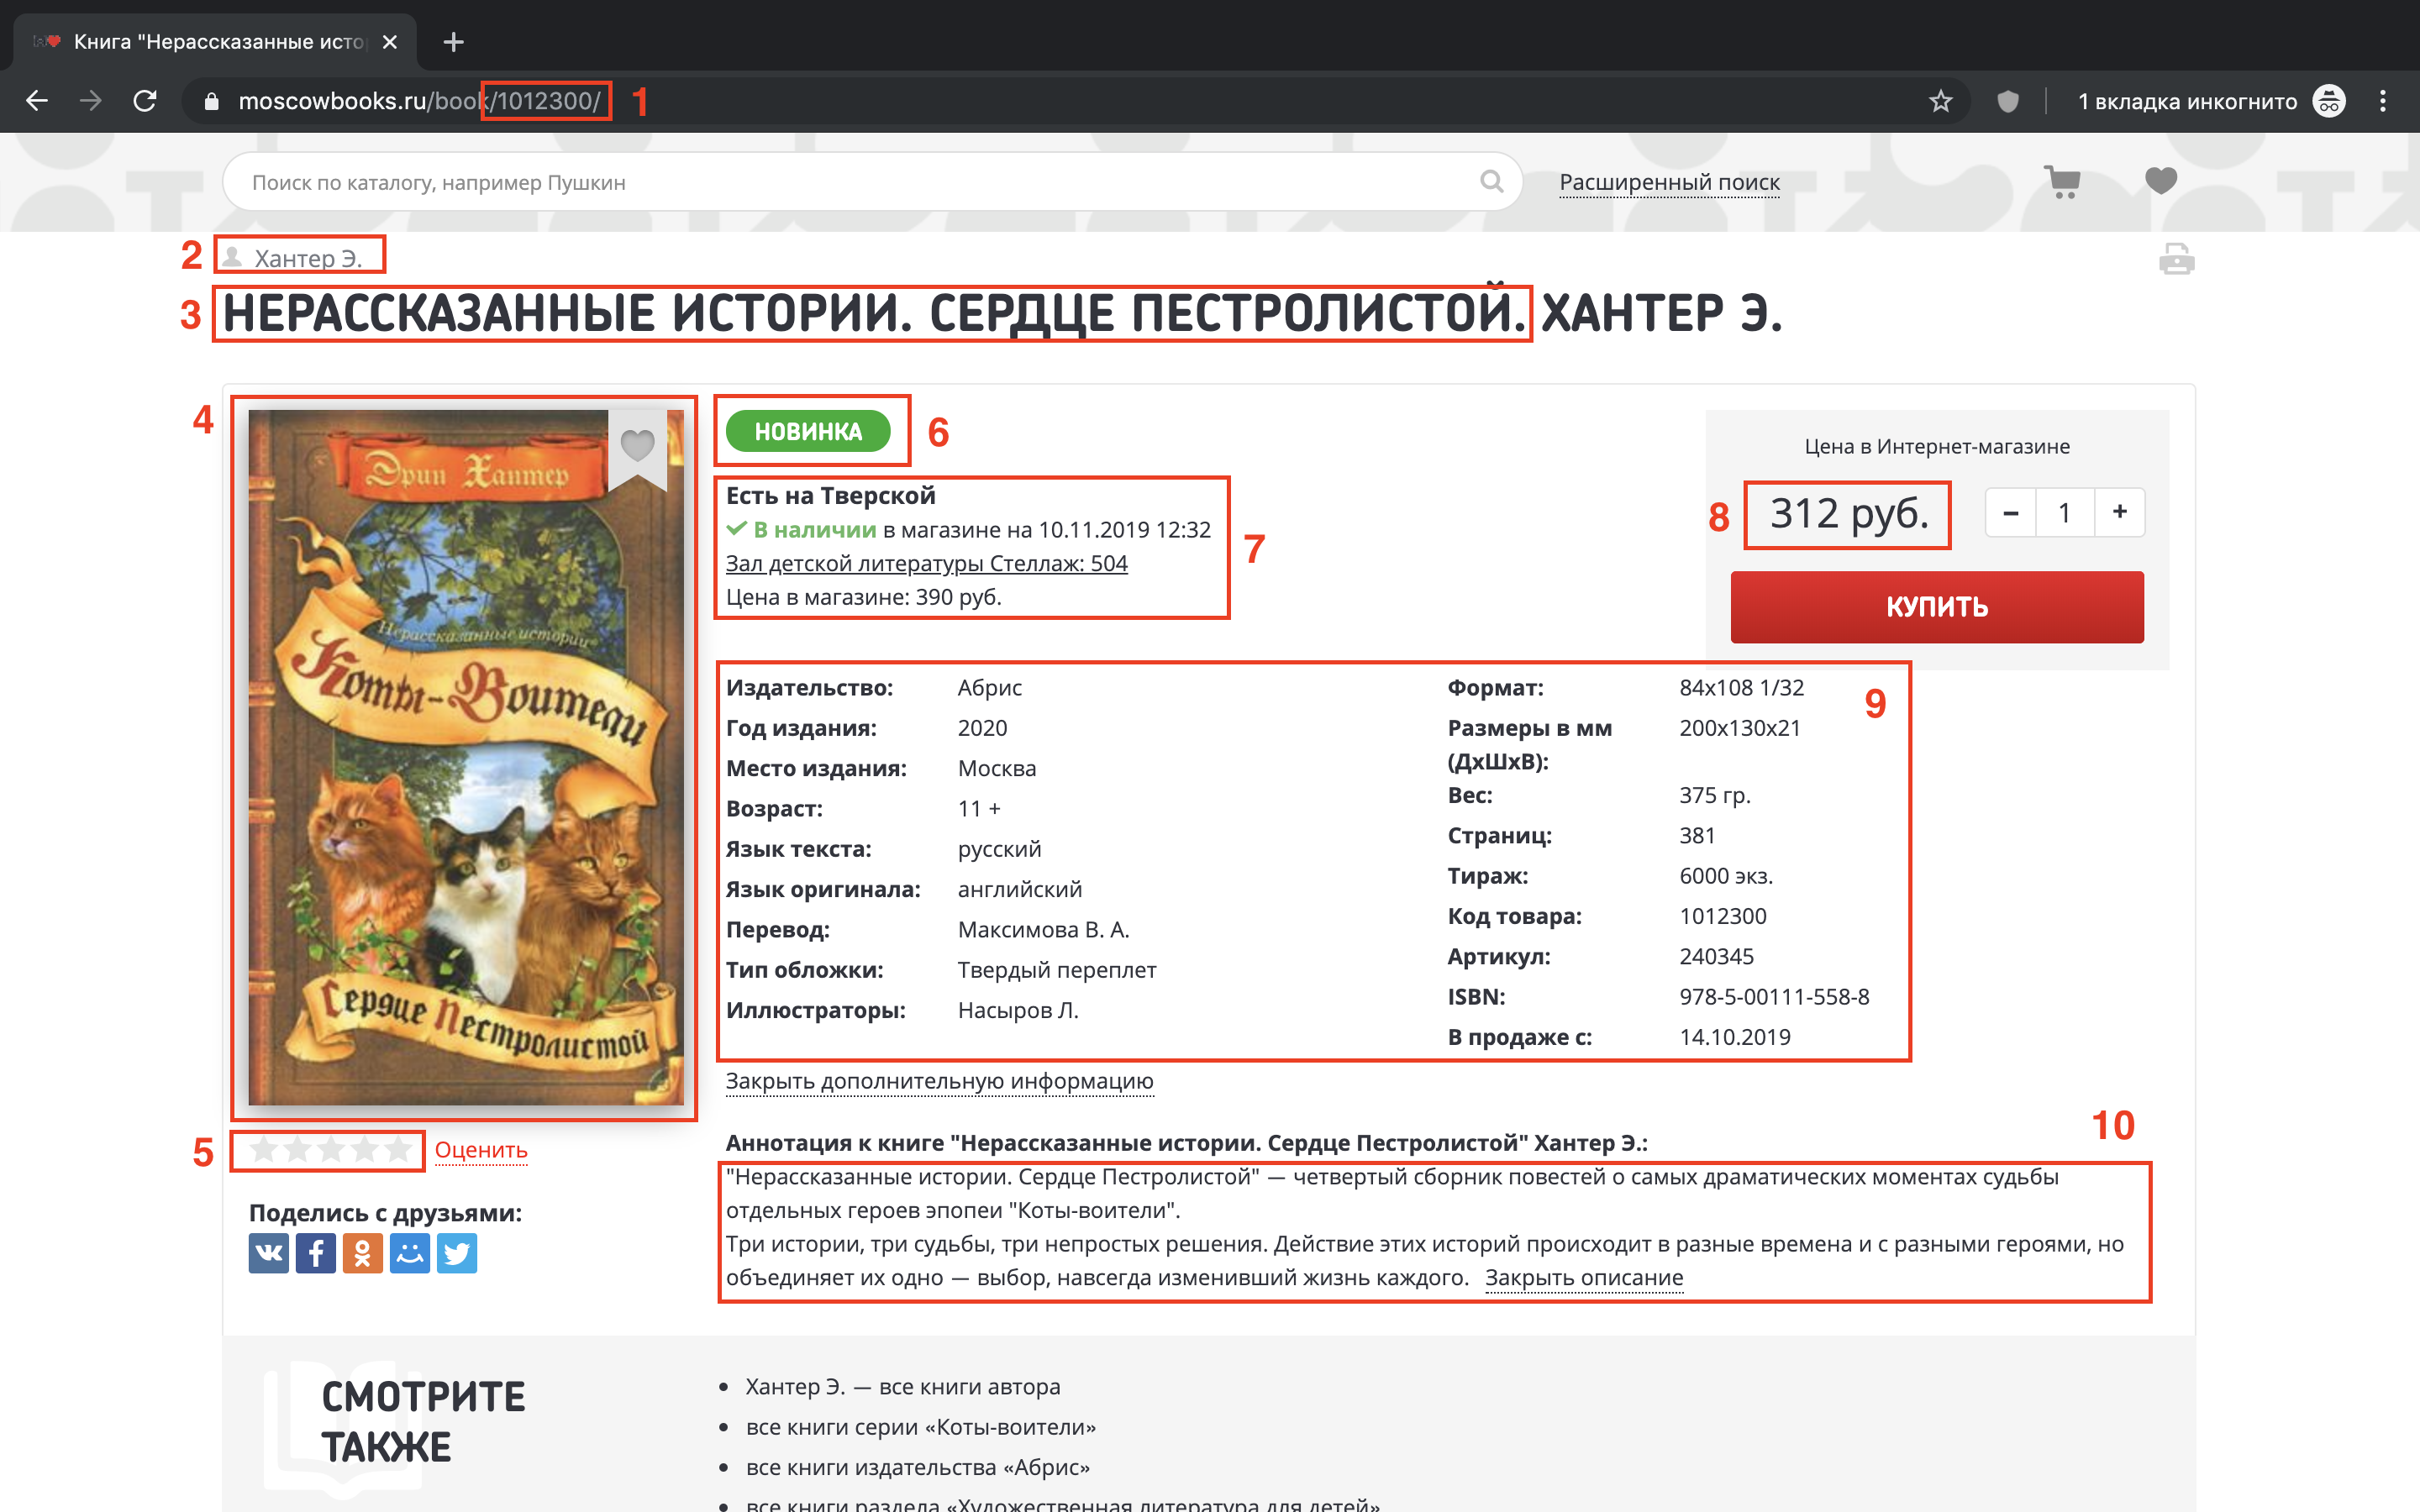 Книга "Нерассказанные исто
moscowbooks.ru/book/1012300/
1
1 вкладка инкогнито
Поиск по каталогу, например Пушкин
Расширенный поиск
2
Хантер Э.
3
НЕРАССКАЗАННЫЕ ИСТОРИИ. СЕРДЦЕ ПЕСТРОЛИСТОЙ. ХАНТЕР Э.
4
Эрин Хантер
Нерассказанные истории
Коты-Воители
Сердце Пестролистой
5
Оценить
Поделись с друзьями:
НОВИНКА
6
Есть на Тверской
В наличии в магазине на 10.11.2019 12:32
Зал детской литературы Стеллаж: 504
Цена в магазине: 390 руб.
7
Цена в Интернет-магазине
8
312 руб.
− 1 +
КУПИТЬ
9
Издательство: Абрис
Год издания: 2020
Место издания: Москва
Возраст: 11 +
Язык текста: русский
Язык оригинала: английский
Перевод: Максимова В. А.
Тип обложки: Твердый переплет
Иллюстраторы: Насыров Л.
Формат: 84x108 1/32
Размеры в мм 200x130x21
(ДхШхВ):
Вес: 375 гр.
Страниц: 381
Тираж: 6000 экз.
Код товара: 1012300
Артикул: 240345
ISBN: 978-5-00111-558-8
В продаже с: 14.10.2019
Закрыть дополнительную информацию
10
Аннотация к книге "Нерассказанные истории. Сердце Пестролистой" Хантер Э.:
"Нерассказанные истории. Сердце Пестролистой" — четвертый сборник повестей о самых драматических моментах судьбы
отдельных героев эпопеи "Коты-воители".
Три истории, три судьбы, три непростых решения. Действие этих историй происходит в разные времена и с разными героями, но
объединяет их одно — выбор, навсегда изменивший жизнь каждого. Закрыть описание
СМОТРИТЕ
ТАКЖЕ
• Хантер Э. — все книги автора
• все книги серии «Коты-воители»
• все книги издательства «Абрис»
• все книги раздела «Художественная литература для детей»